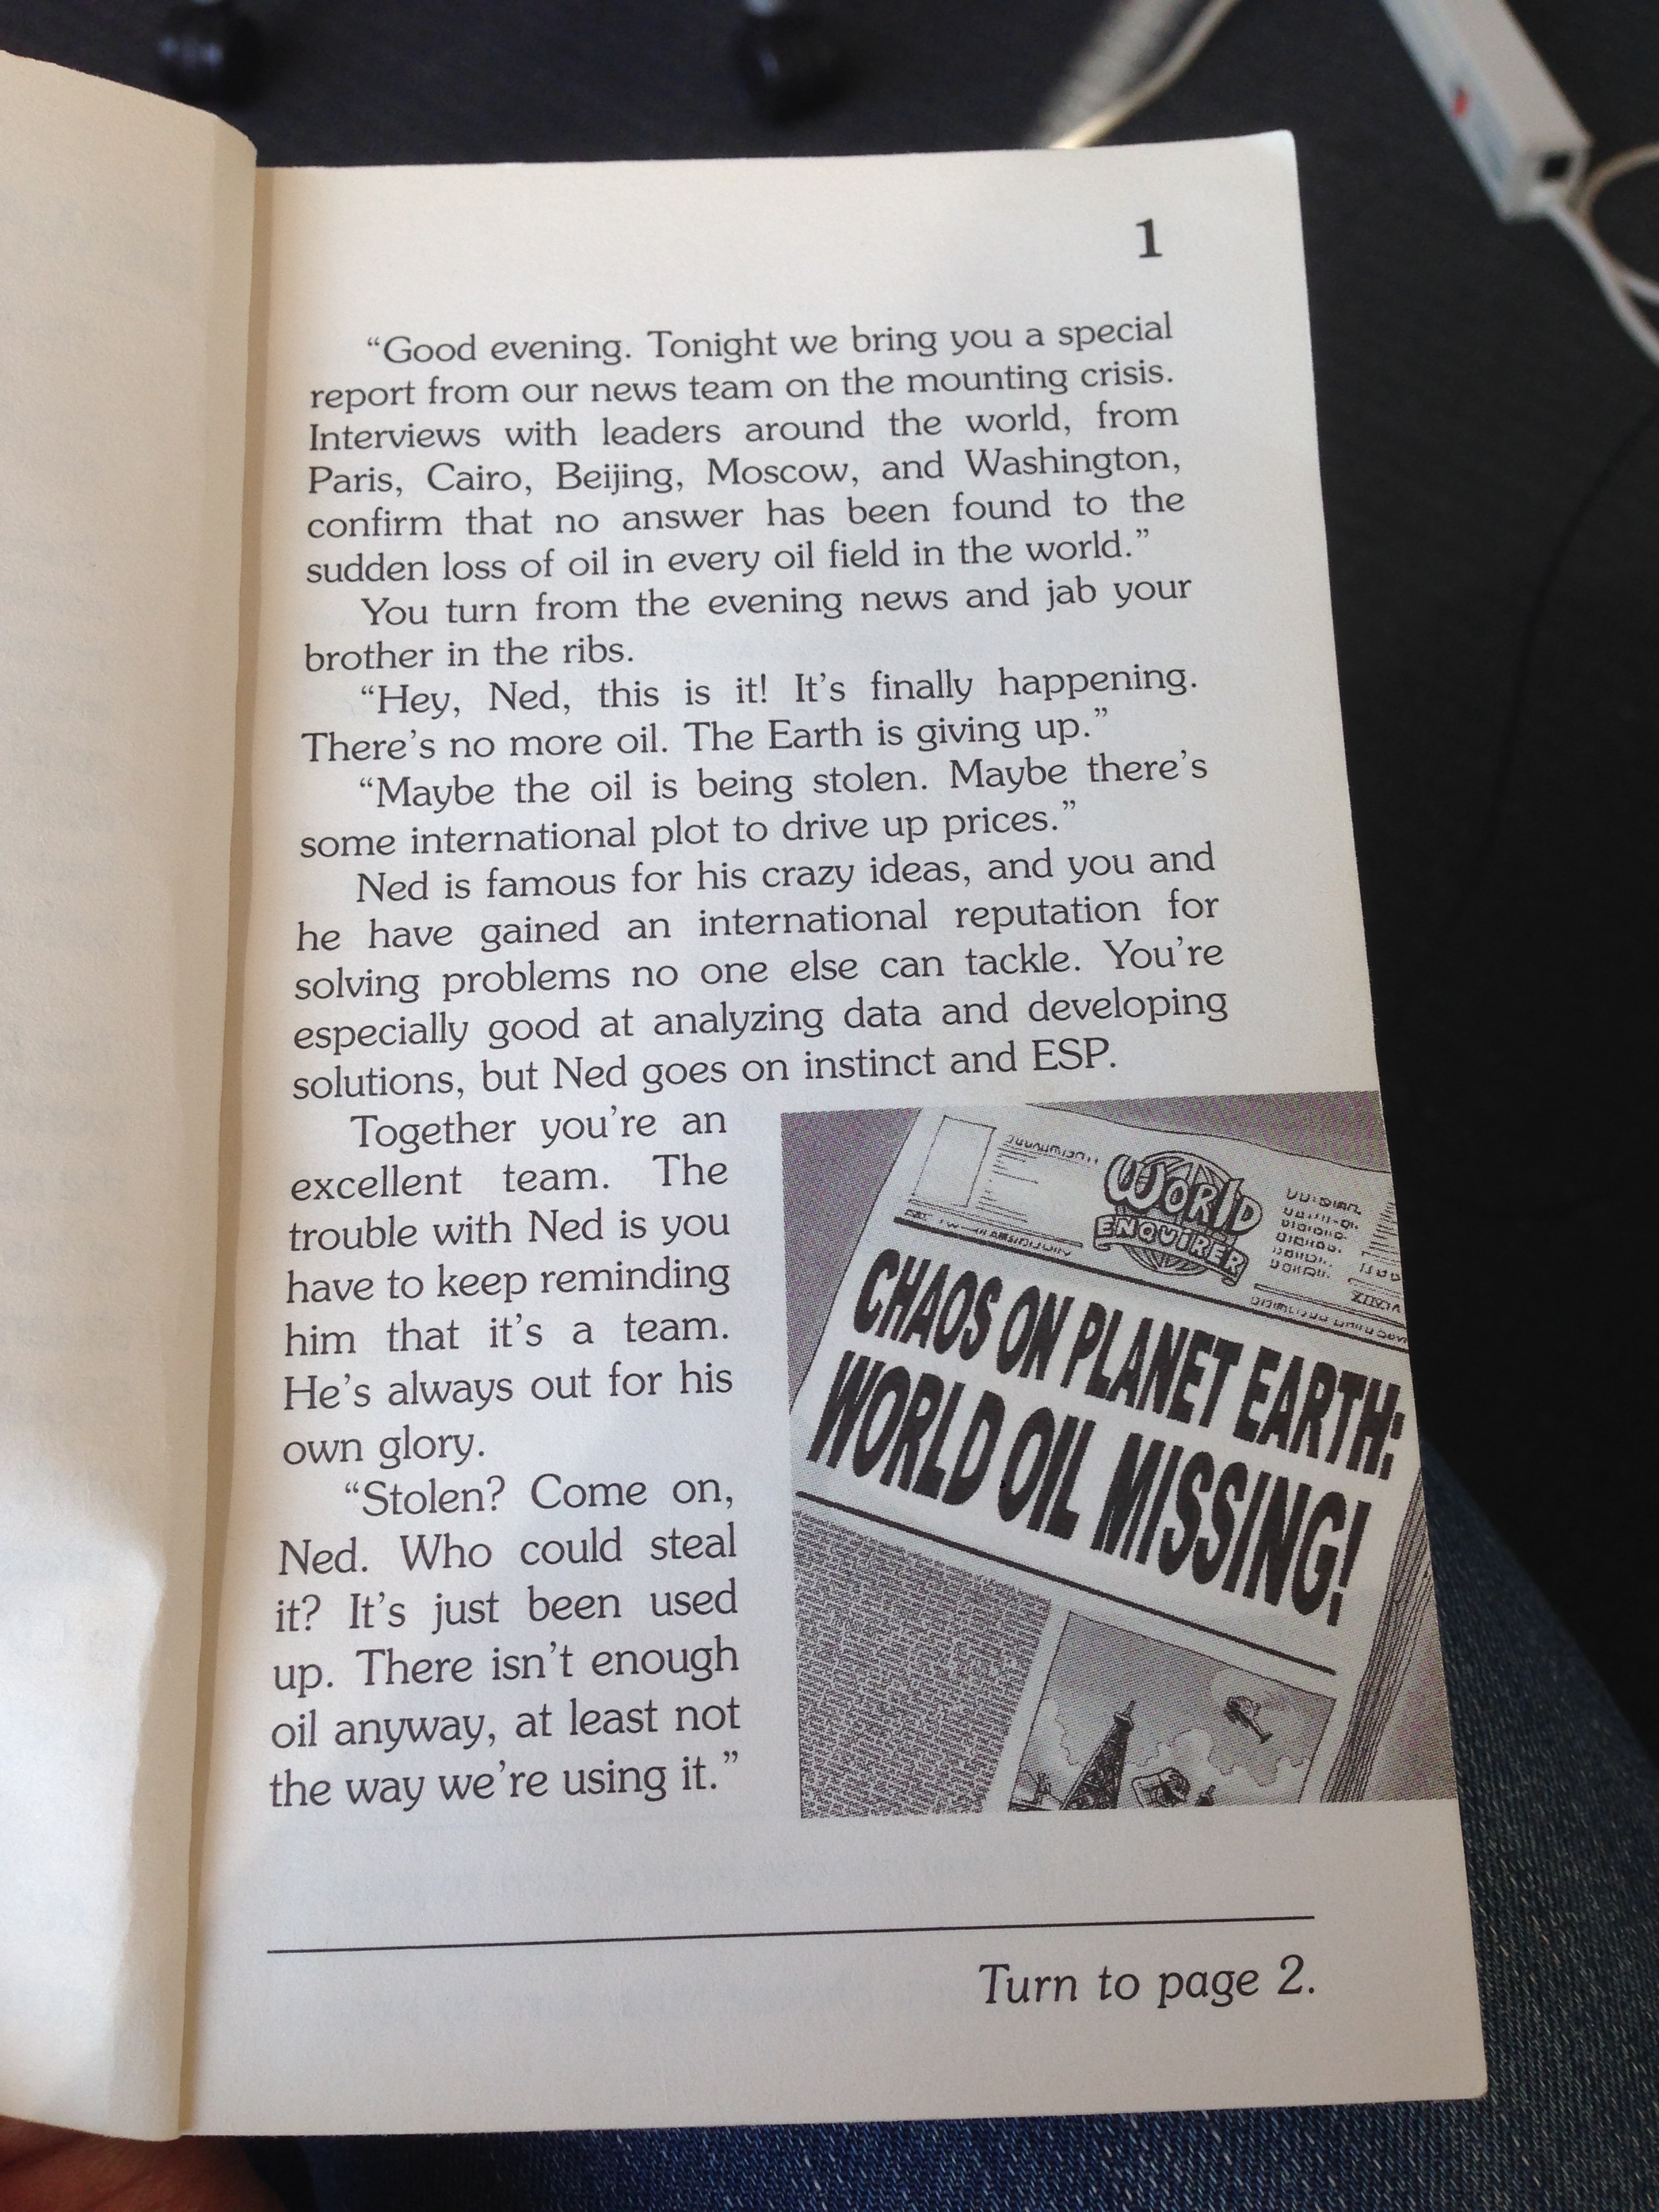 1
“Good evening. Tonight we bring you a special
report from our news team on the mounting crisis.
Interviews with leaders around the world, from
Paris, Cairo, Beijing, Moscow, and Washington,
confirm that no answer has been found to the
sudden loss of oil in every oil field in the world.”
You turn from the evening news and jab your
brother in the ribs.
“Hey, Ned, this is it! It’s finally happening.
There’s no more oil. The Earth is giving up.”
“Maybe the oil is being stolen. Maybe there’s
some international plot to drive up prices.”
Ned is famous for his crazy ideas, and you and
he have gained an international reputation for
solving problems no one else can tackle. You’re
especially good at analyzing data and developing
solutions, but Ned goes on instinct and ESP.
Together you’re an
excellent team. The
trouble with Ned is you
have to keep reminding
him that it’s a team.
He’s always out for his
own glory.
“Stolen? Come on,
Ned. Who could steal
it? It’s just been used
up. There isn’t enough
oil anyway, at least not
the way we’re using it.”
WORLD
ENQUIRER
CHAOS ON PLANET EARTH:
WORLD OIL MISSING!
Turn to page 2.